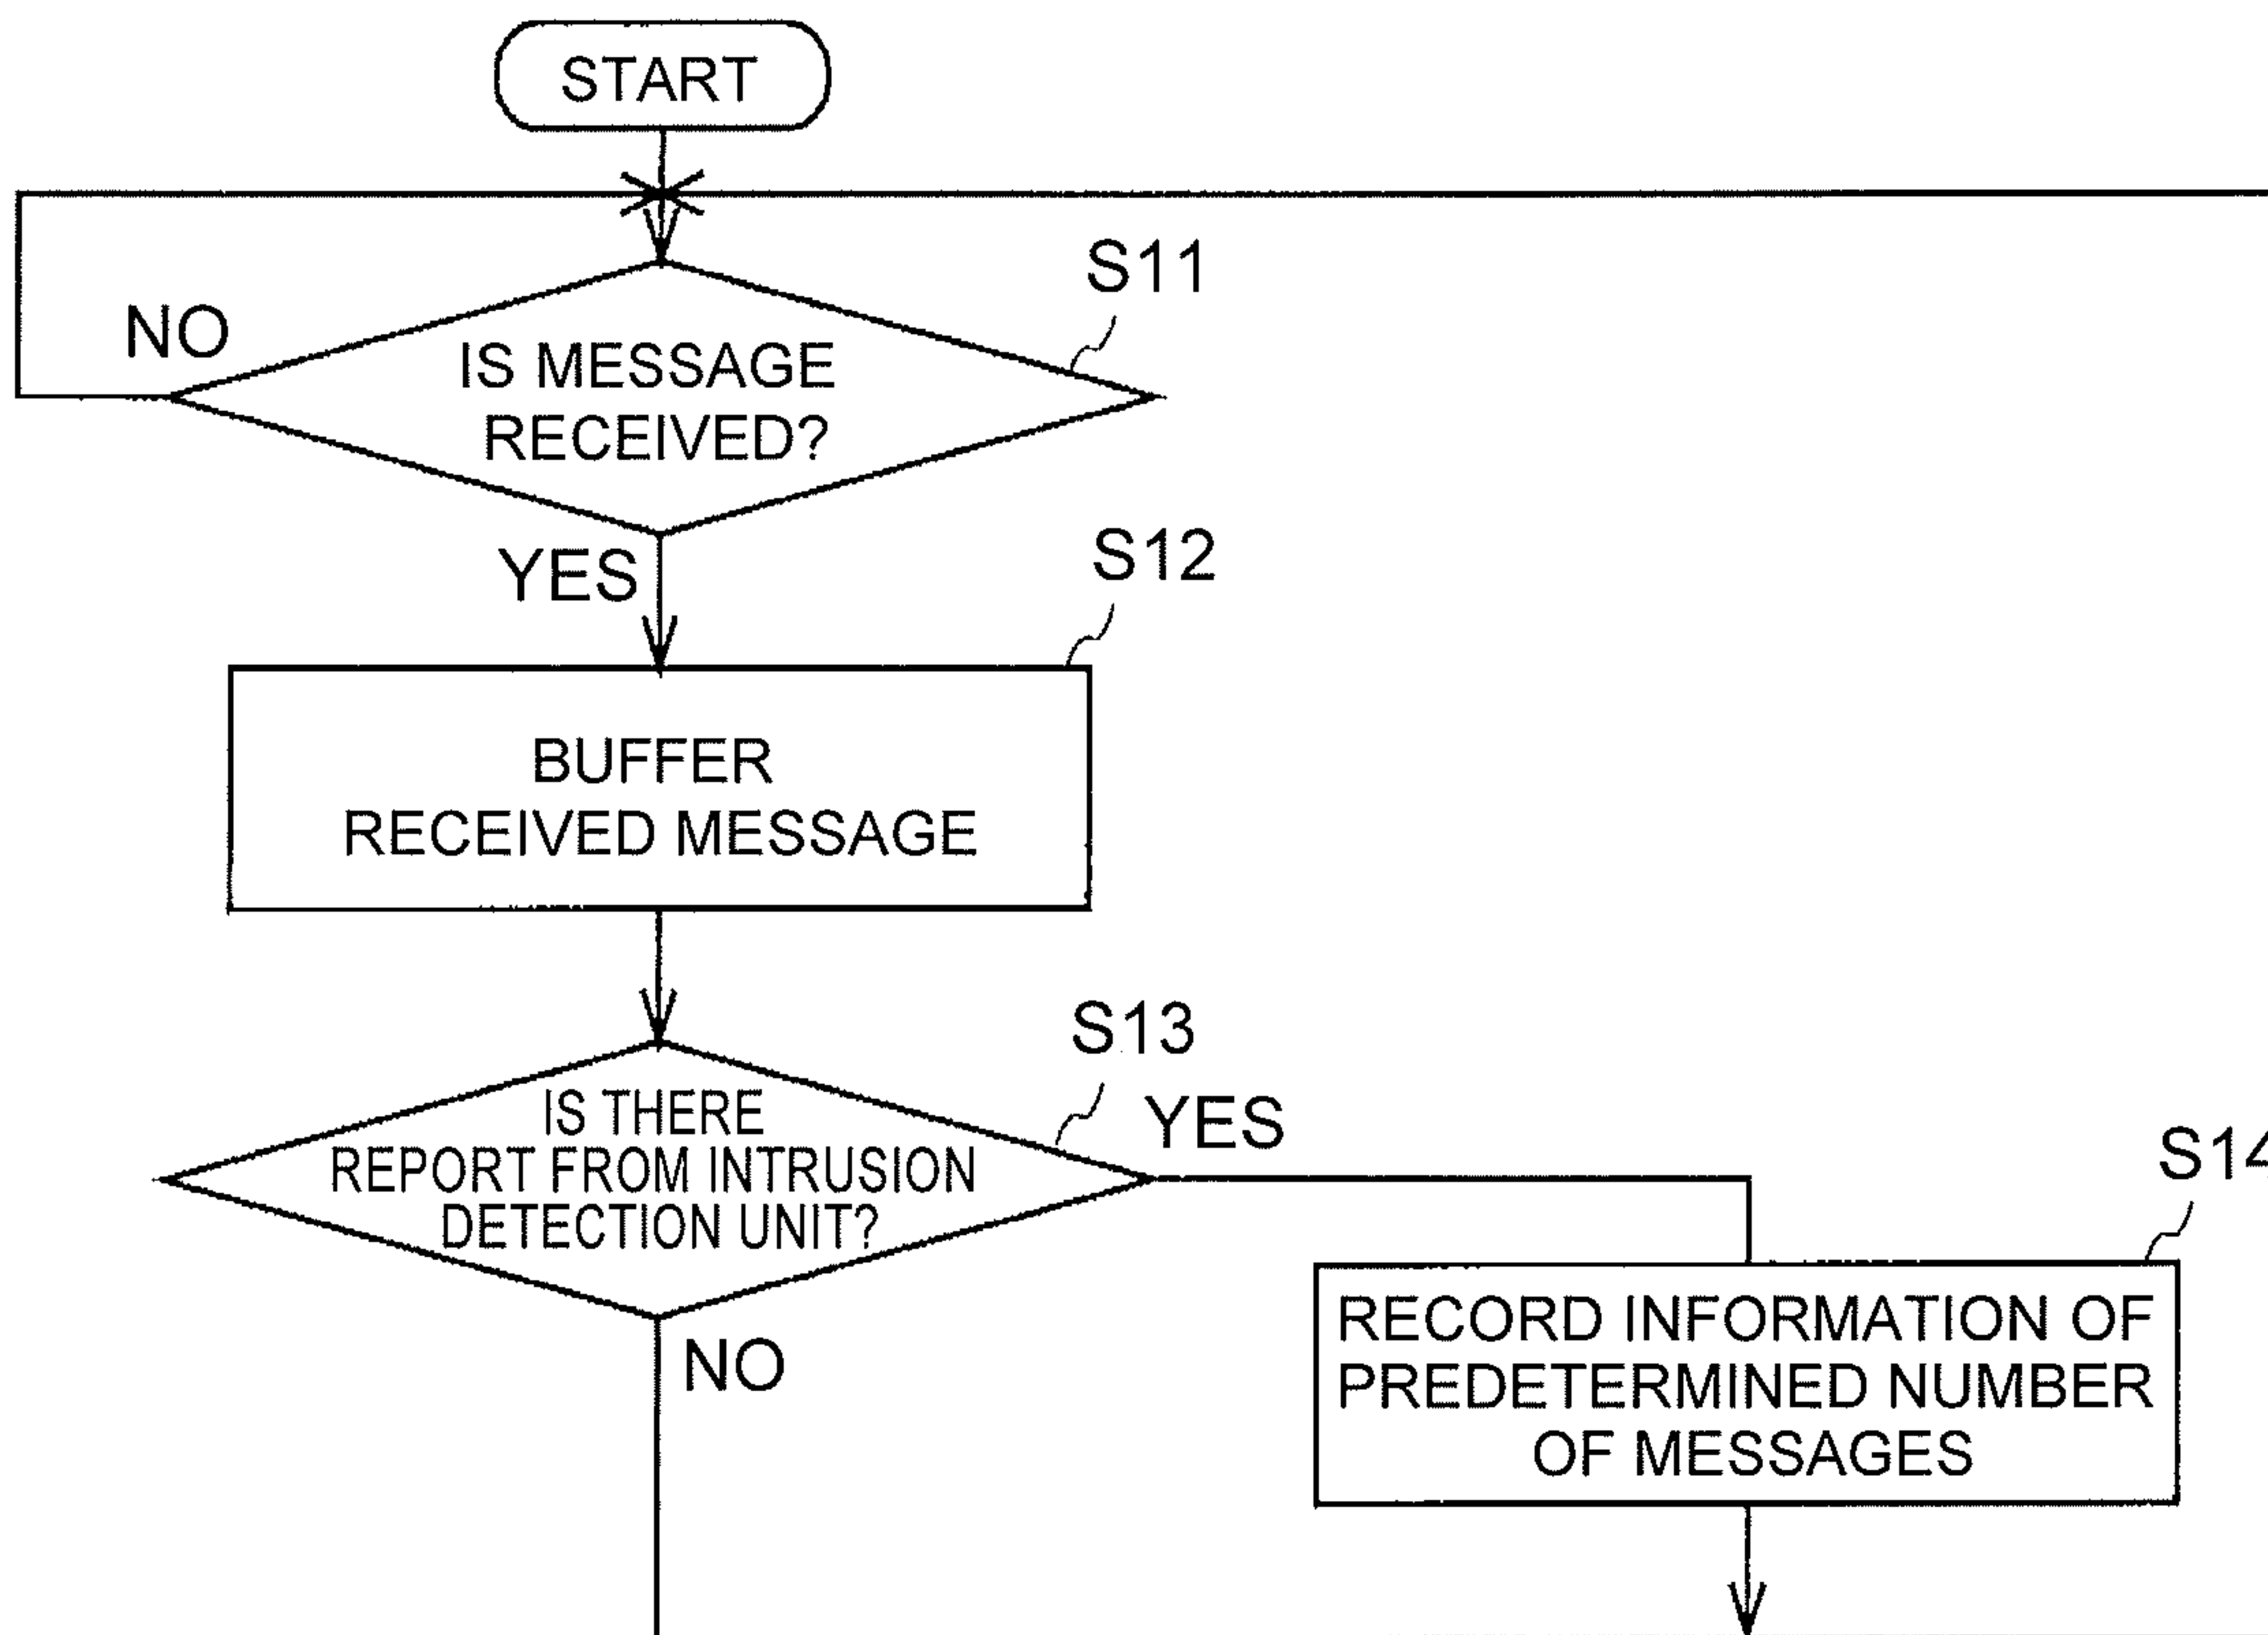 START
S11
NO
IS MESSAGE
RECEIVED?
YES
S12
BUFFER
RECEIVED MESSAGE
S13
IS THERE
REPORT FROM INTRUSION
DETECTION UNIT?
YES
S14
NO
RECORD INFORMATION OF
PREDETERMINED NUMBER
OF MESSAGES